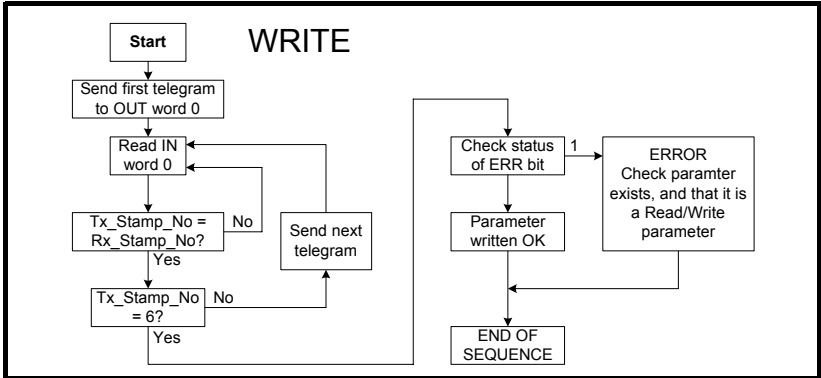 WRITE
Start
Send first telegram
to OUT word 0
Read IN
word 0
Tx_Stamp_No =
Rx_Stamp_No?
No
Yes
Send next
telegram
Tx_Stamp_No
= 6?
No
Yes
Check status
of ERR bit
1
ERROR
Check paramter
exists, and that it is
a Read/Write
parameter
Parameter
written OK
END OF
SEQUENCE